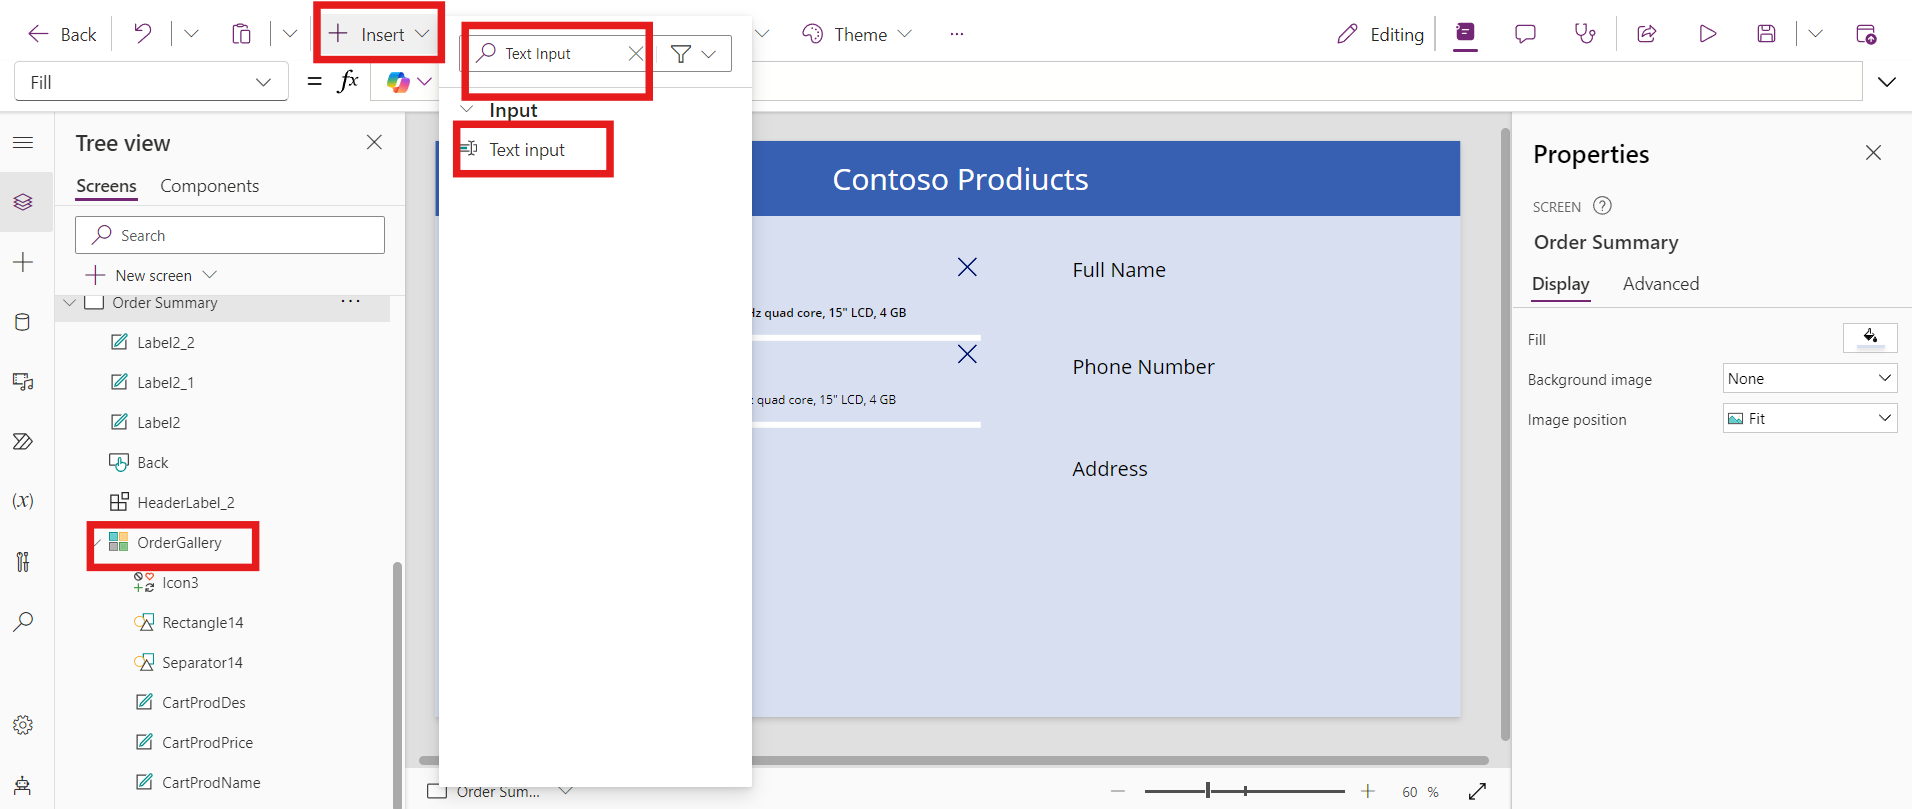 Back
Insert
Text Input
Theme
...
Editing
Fill
= fx
Input
Text input
Tree view
Screens Components
Search
New screen
Order Summary ...
Label2_2
Label2_1
Label2
Back
HeaderLabel_2
OrderGallery
Icon3
Rectangle14
Separator14
CartProdDes
CartProdPrice
CartProdName
(x)
Contoso Prodiucts
Hz quad core, 15" LCD, 4 GB
quad core, 15" LCD, 4 GB
Full Name
Phone Number
Address
Order Sum...
60 %
Properties
SCREEN ?
Order Summary
Display Advanced
Fill
Background image None
Image position Fit